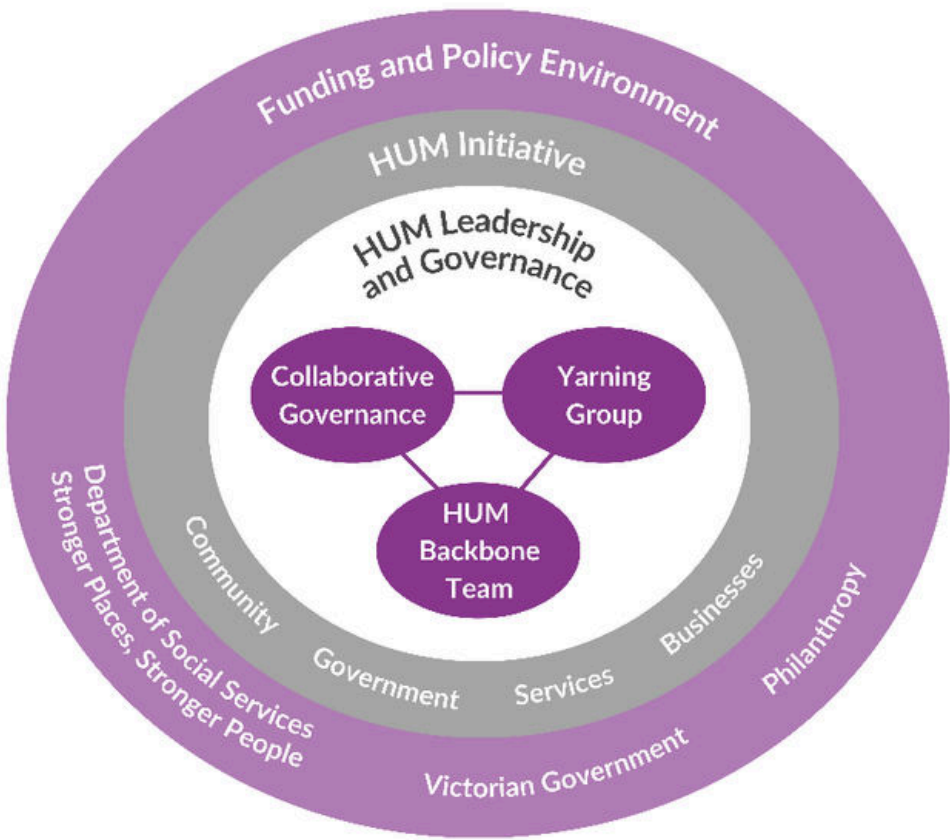 Funding and Policy Environment
HUM Initiative
HUM Leadership
and Governance
Collaborative
Governance
Yarning
Group
HUM
Backbone
Team
Community
Government
Services
Businesses
Department of Social Services
Stronger Places, Stronger People
Victorian Government
Philanthropy